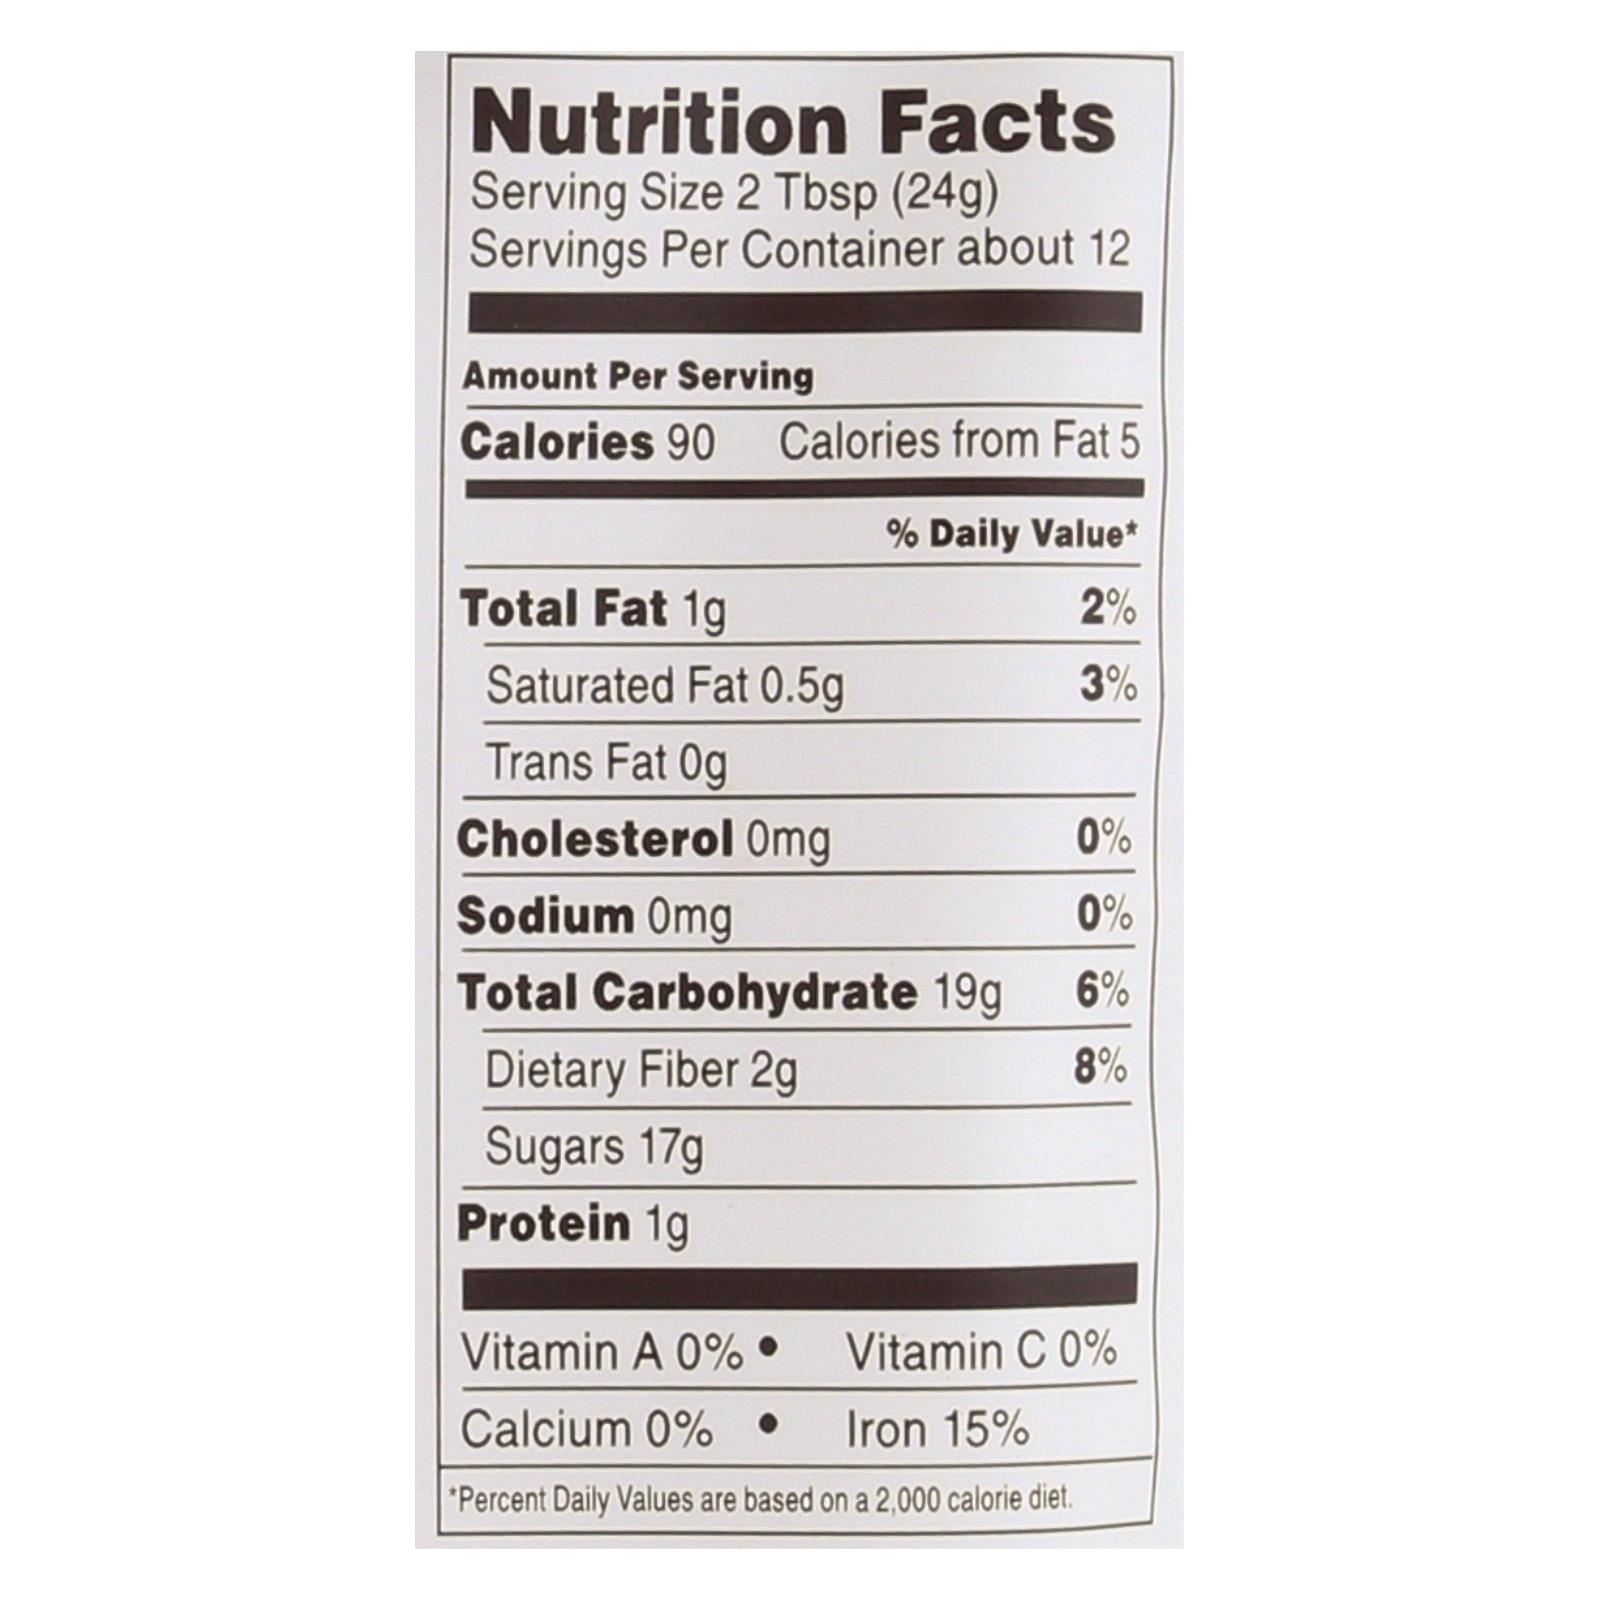 Nutrition Facts
Serving Size 2 Tbsp (24g)
Servings Per Container about 12
Amount Per Serving
Calories 90 Calories from Fat 5
% Daily Value*
Total Fat 1g 2%
Saturated Fat 0.5g 3%
Trans Fat 0g
Cholesterol 0mg 0%
Sodium 0mg 0%
Total Carbohydrate 19g 6%
Dietary Fiber 2g 8%
Sugars 17g
Protein 1g
Vitamin A 0% • Vitamin C 0%
Calcium 0% • Iron 15%
*Percent Daily Values are based on a 2,000 calorie diet.